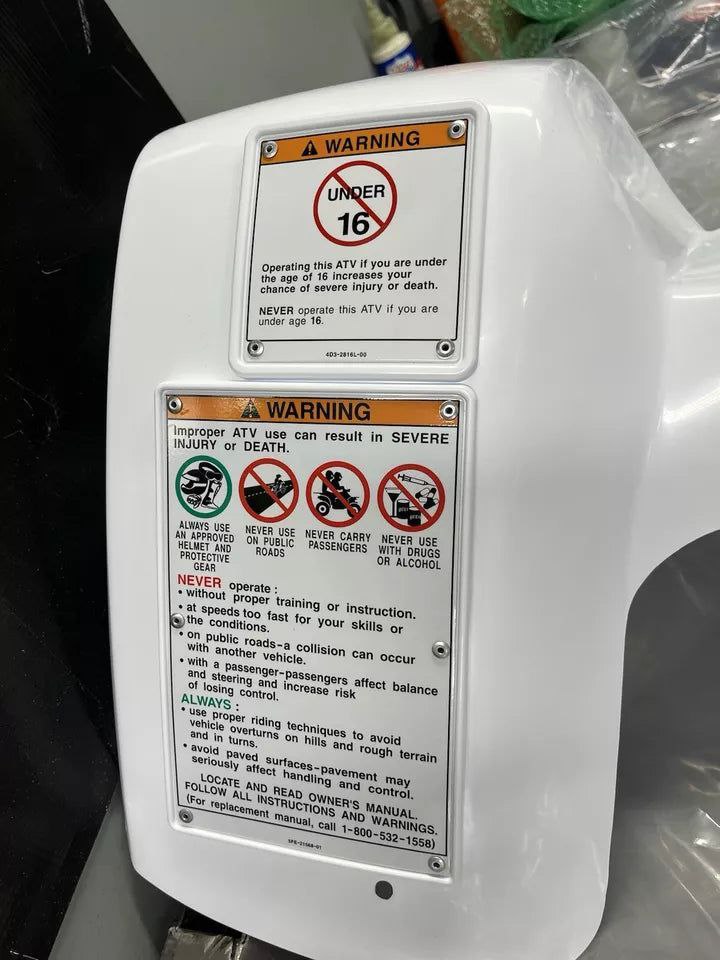 WARNING
UNDER
16
Operating this ATV if you are under
the age of 16 increases your
chance of severe injury or death.
NEVER operate this ATV if you are
under age 16.
4D3-2816L-00
WARNING
Improper ATV use can result in SEVERE
INJURY or DEATH.
ALWAYS USE
AN APPROVED
HELMET AND
PROTECTIVE
GEAR
NEVER USE
ON PUBLIC
ROADS
NEVER CARRY
PASSENGERS
NEVER USE
WITH DRUGS
OR ALCOHOL
NEVER operate :
• without proper training or instruction.
• at speeds too fast for your skills or
the conditions.
• on public roads-a collision can occur
with another vehicle.
• with a passenger-passengers affect balance
and steering and increase risk
of losing control.
ALWAYS :
• use proper riding techniques to avoid
vehicle overturns on hills and rough terrain
and in turns.
• avoid paved surfaces-pavement may
seriously affect handling and control.
LOCATE AND READ OWNER'S MANUAL.
FOLLOW ALL INSTRUCTIONS AND WARNINGS.
(For replacement manual, call 1-800-532-1558)